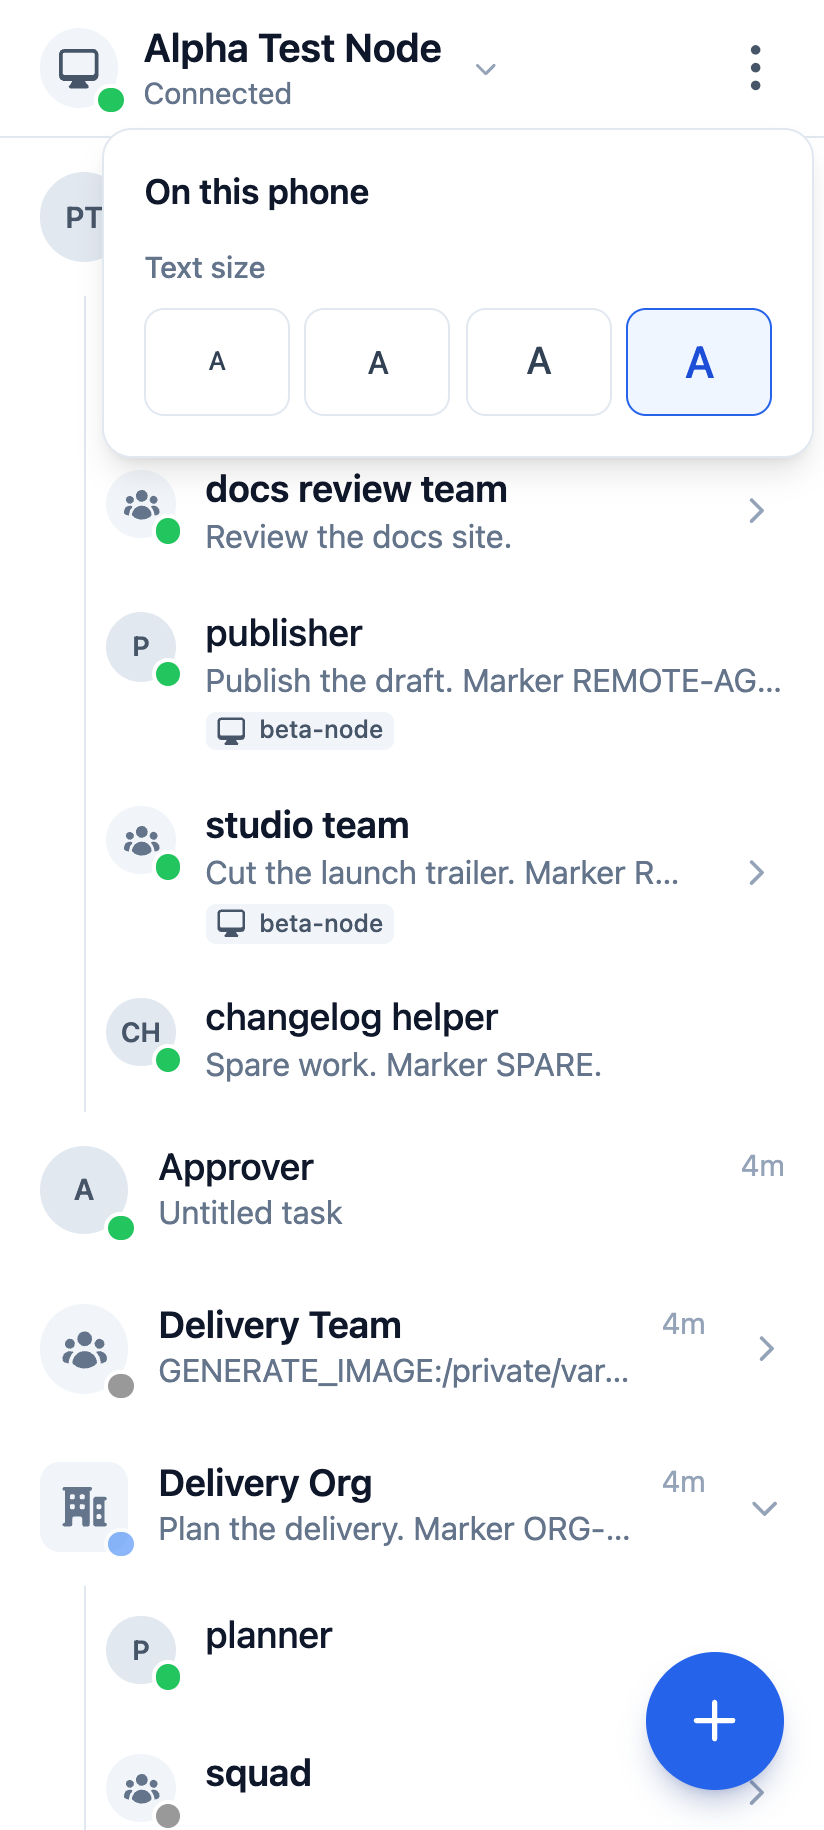 Alpha Test Node
Connected
PT
On this phone
Text size
A A A A
docs review team
Review the docs site.
P
publisher
Publish the draft. Marker REMOTE-AG...
beta-node
studio team
Cut the launch trailer. Marker R...
beta-node
CH
changelog helper
Spare work. Marker SPARE.
A
Approver 4m
Untitled task
Delivery Team 4m
GENERATE_IMAGE:/private/var...
Delivery Org 4m
Plan the delivery. Marker ORG-...
P
planner
squad